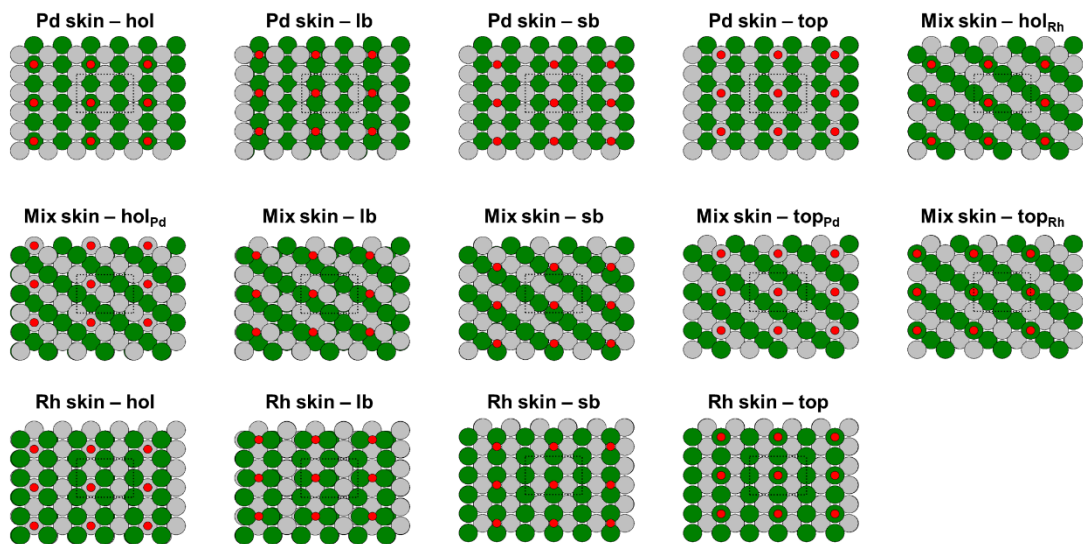 Pd skin – hol
Pd skin – lb
Pd skin – sb
Pd skin – top
Mix skin – holRh
Mix skin – holPd
Mix skin – lb
Mix skin – sb
Mix skin – topPd
Mix skin – topRh
Rh skin – hol
Rh skin – lb
Rh skin – sb
Rh skin – top